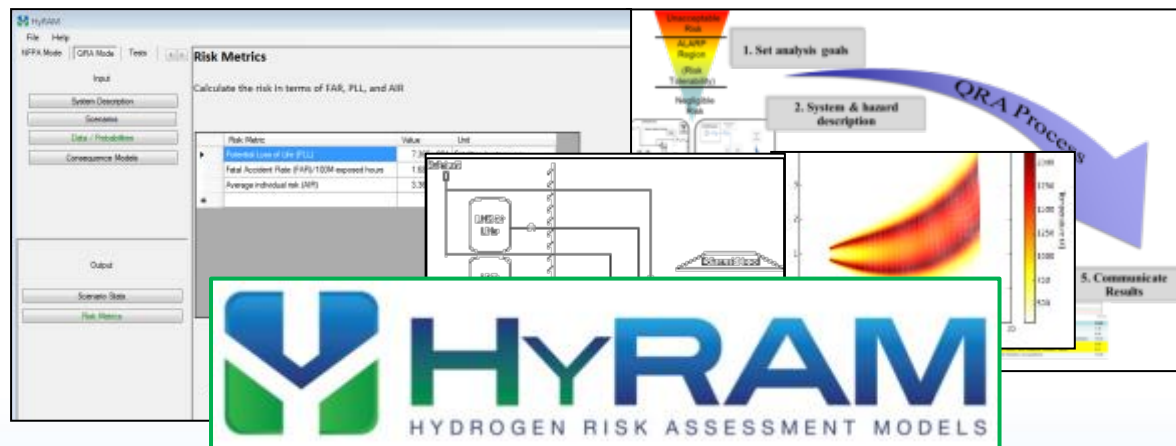 HyRAM
File Help
NFPA Mode QRA Mode Tests
Input
System Description
Scenarios
Data / Probabilities
Consequence Models
Output
Scenario Stats
Risk Metrics
Risk Metrics
Calculate the risk in terms of FAR, PLL, and AIR
Risk Metric Value Unit
Potential Loss of Life (PLL)
Fatal Accident Rate (FAR)/100M exposed hours
Average individual risk (AIR)
Unacceptable
Risk
ALARP
Region
(Risk
Tolerability)
Negligible
Risk
1. Set analysis goals
2. System & hazard
description
QRA Process
5. Communicate
Results
HYRAM
HYDROGEN RISK ASSESSMENT MODELS